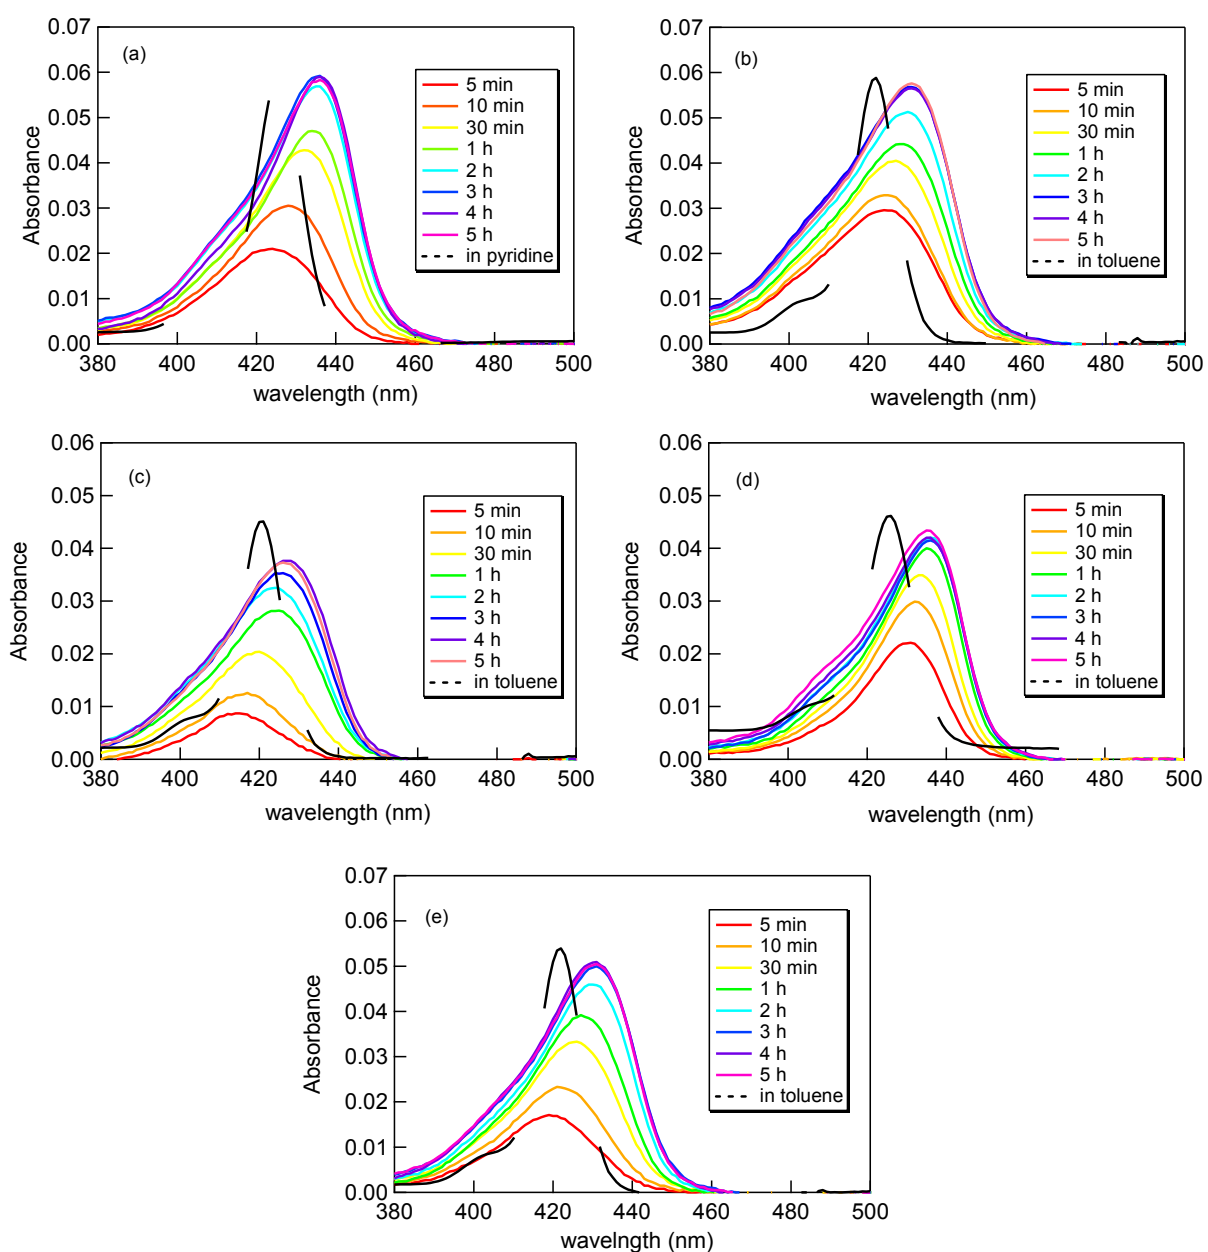 0.07
0.06
0.05
0.04
0.03
0.02
0.01
0.00
Absorbance
(a)
5 min
10 min
30 min
1 h
2 h
3 h
4 h
5 h
in pyridine
380 400 420 440 460 480 500
wavelength (nm)
0.07
0.06
0.05
0.04
0.03
0.02
0.01
0.00
Absorbance
(b)
5 min
10 min
30 min
1 h
2 h
3 h
4 h
5 h
in toluene
380 400 420 440 460 480 500
wavelength (nm)
0.06
0.05
0.04
0.03
0.02
0.01
0.00
Absorbance
(c)
5 min
10 min
30 min
1 h
2 h
3 h
4 h
5 h
in toluene
380 400 420 440 460 480 500
wavelength (nm)
0.06
0.05
0.04
0.03
0.02
0.01
0.00
Absorbance
(d)
5 min
10 min
30 min
1 h
2 h
3 h
4 h
5 h
in toluene
380 400 420 440 460 480 500
wavelength (nm)
0.07
0.06
0.05
0.04
0.03
0.02
0.01
0.00
Absorbance
(e)
5 min
10 min
30 min
1 h
2 h
3 h
4 h
5 h
in toluene
380 400 420 440 460 480 500
wavelngth (nm)